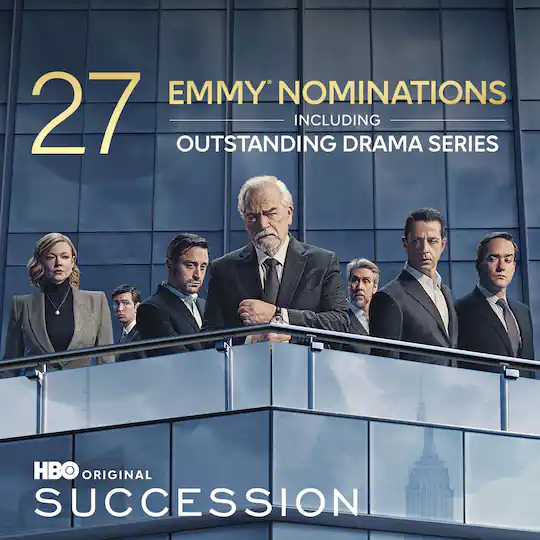 27
EMMY® NOMINATIONS
INCLUDING
OUTSTANDING DRAMA SERIES
HBO ORIGINAL
SUCCESSION